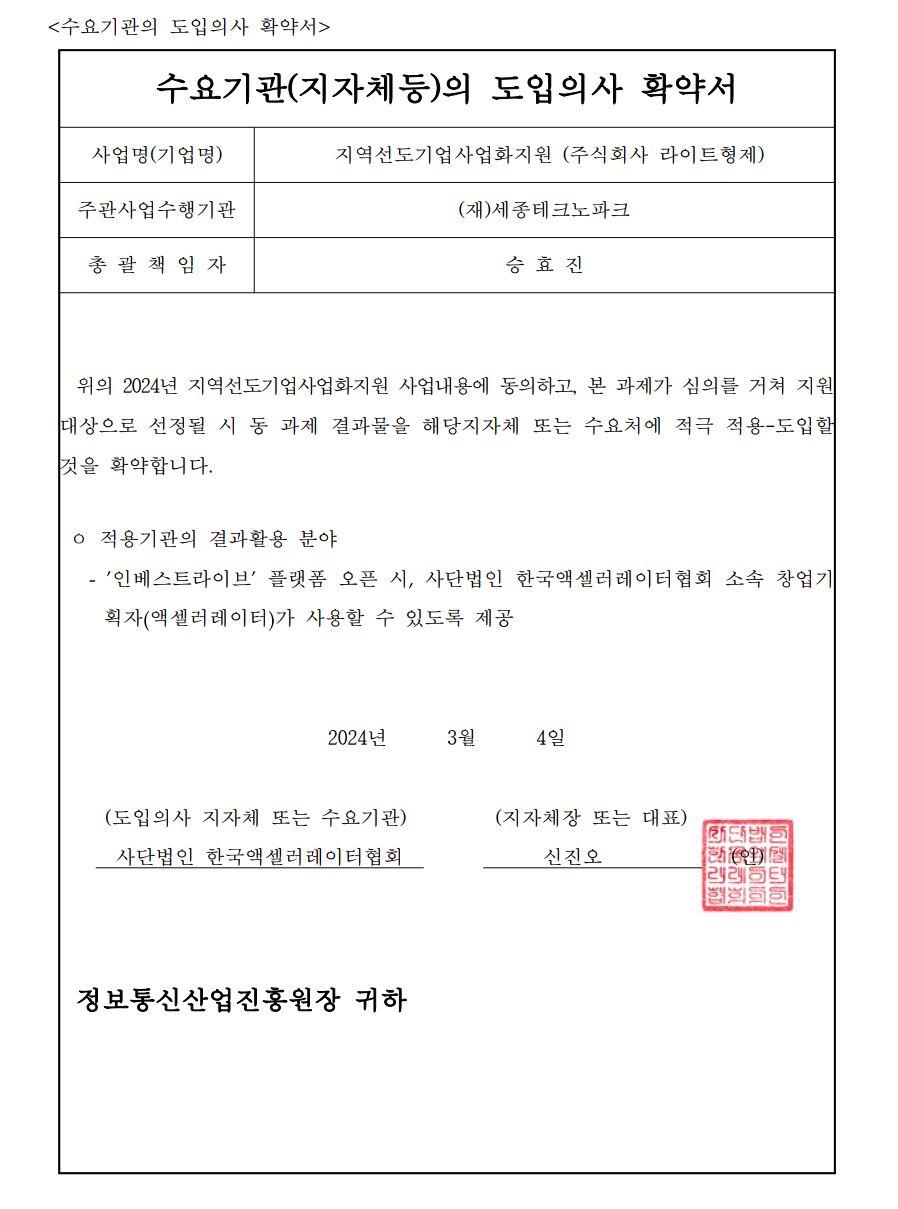 <수요기관의 도입의사 확약서>
수요기관(지자체등)의 도입의사 확약서
사업명(기업명) 지역선도기업사업화지원 (주식회사 라이트형제)
주관사업수행기관 (재)세종테크노파크
총 괄 책 임 자 승 효 진
위의 2024년 지역선도기업사업화지원 사업내용에 동의하고, 본 과제가 심의를 거쳐 지원
대상으로 선정될 시 동 과제 결과물을 해당지자체 또는 수요처에 적극 적용-도입할
것을 확약합니다.
ㅇ 적용기관의 결과활용 분야
- '인베스트라이브' 플랫폼 오픈 시, 사단법인 한국액셀러레이터협회 소속 창업기
획자(액셀러레이터)가 사용할 수 있도록 제공
2024년 3월 4일
(도입의사 지자체 또는 수요기관) (지자체장 또는 대표)
사단법인 한국액셀러레이터협회 신진오 (인)
정보통신산업진흥원장 귀하